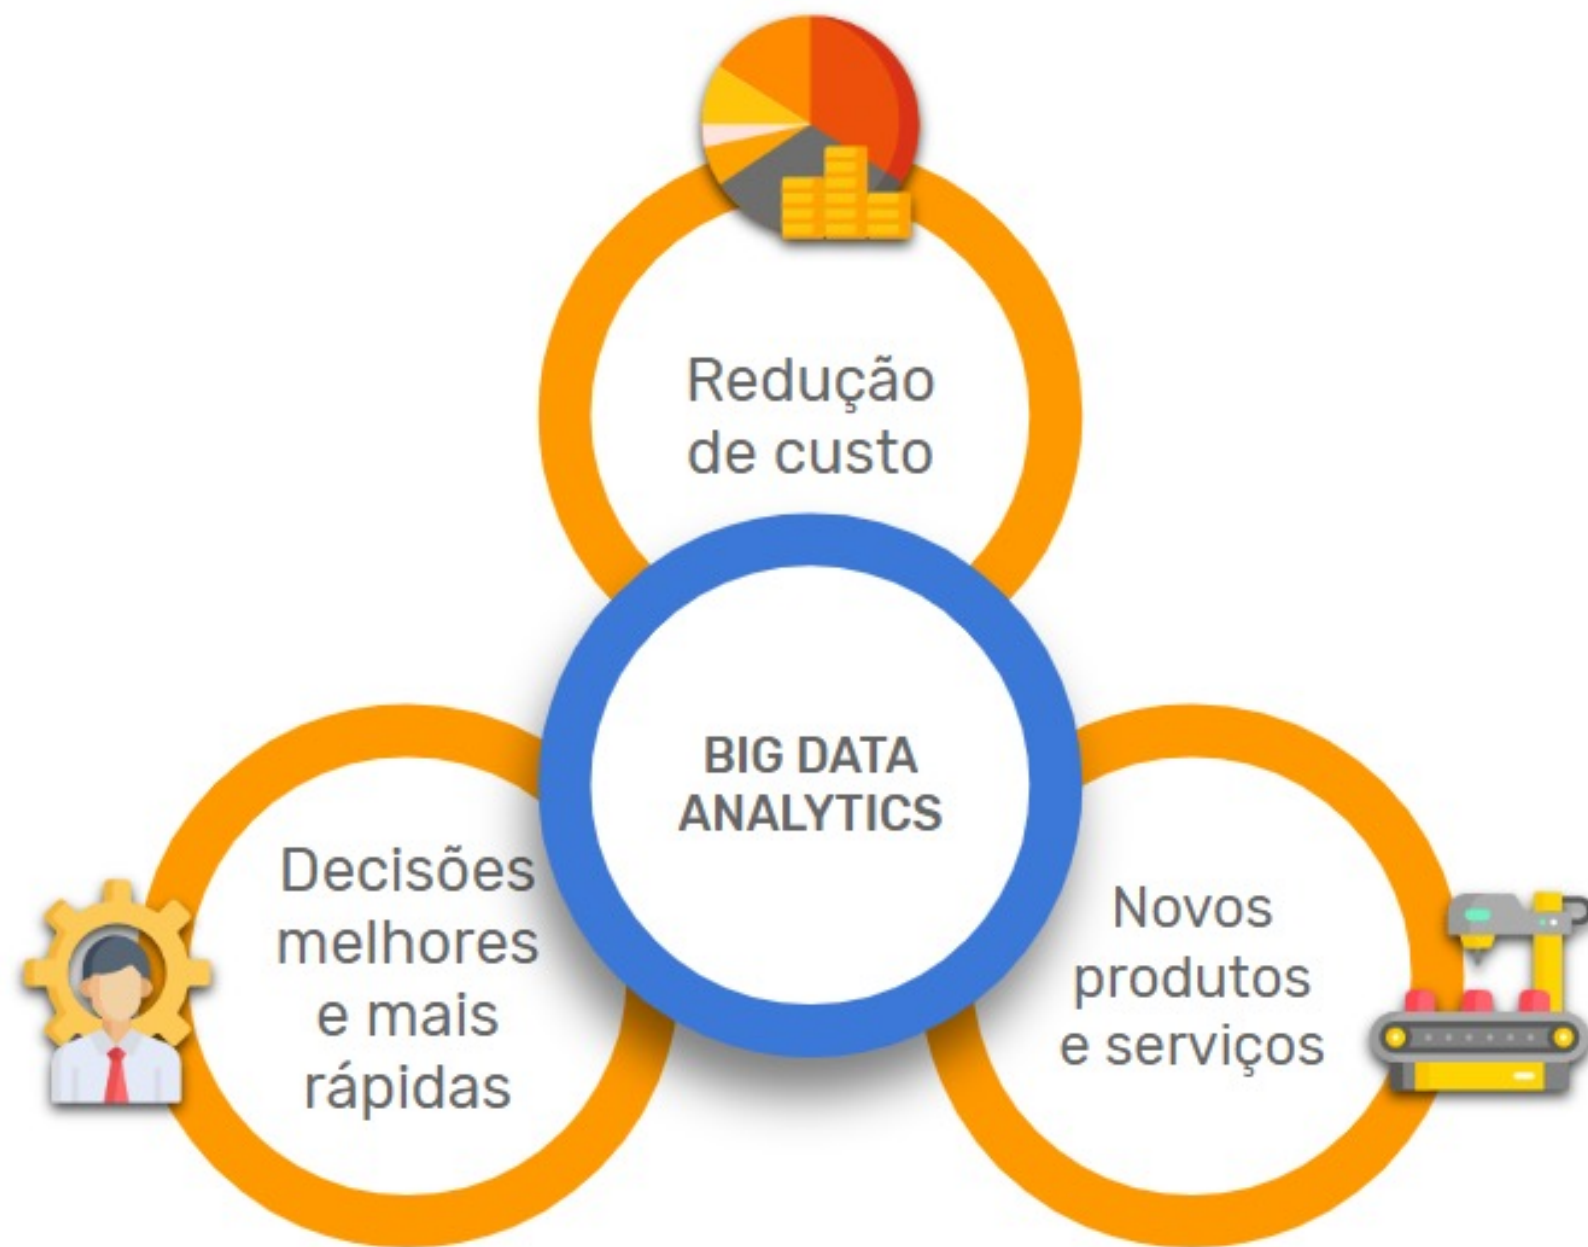 Redução
de custo
BIG DATA
ANALYTICS
Decisões
melhores
e mais
rápidas
Novos
produtos
e serviços